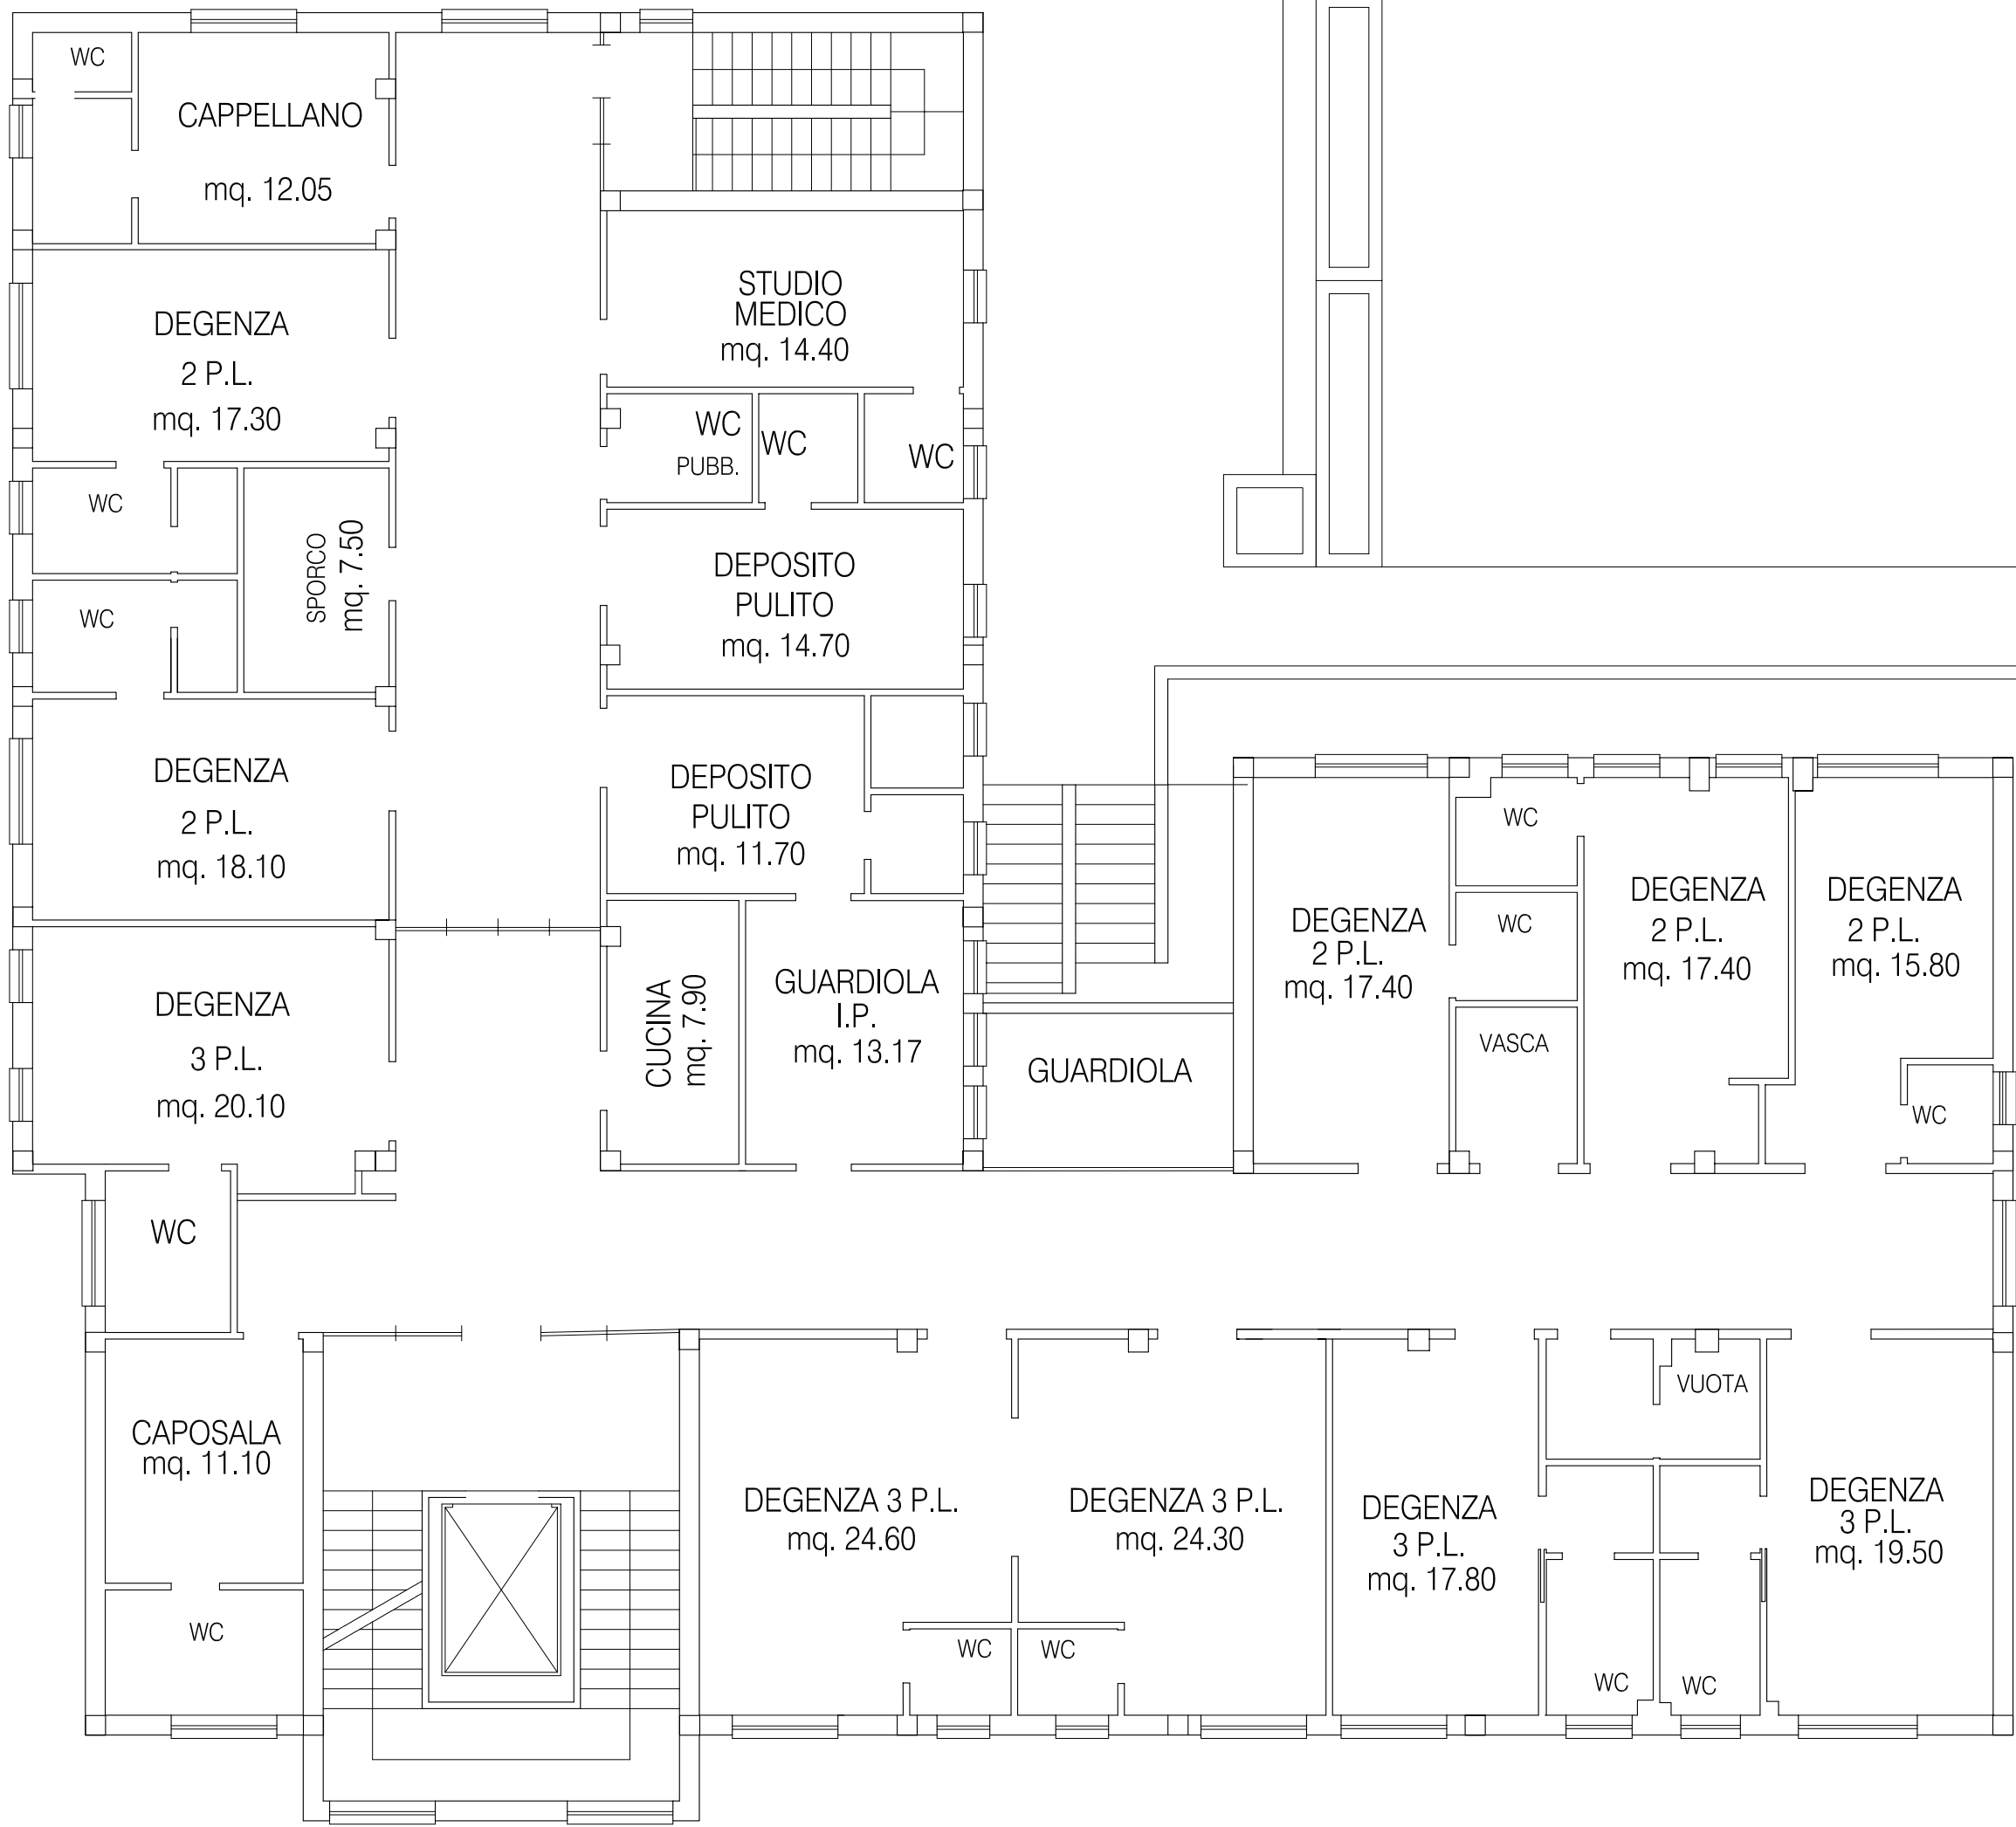 WC
CAPPELLANO
mq. 12.05
STUDIO
MEDICO
mq. 14.40
DEGENZA
2 P.L.
mq. 17.30
WC
PUBB.
WC
WC
WC
SPORCO
mq. 7.50
DEPOSITO
PULITO
mq. 14.70
WC
DEGENZA
2 P.L.
mq. 18.10
DEPOSITO
PULITO
mq. 11.70
DEGENZA
3 P.L.
mq. 20.10
CUCINA
mq. 7.90
GUARDIOLA
I.P.
mq. 13.17
GUARDIOLA
DEGENZA
2 P.L.
mq. 17.40
WC
WC
VASCA
DEGENZA
2 P.L.
mq. 17.40
DEGENZA
2 P.L.
mq. 15.80
WC
WC
CAPOSALA
mq. 11.10
WC
DEGENZA 3 P.L.
mq. 24.60
WC
DEGENZA 3 P.L.
mq. 24.30
WC
DEGENZA
3 P.L.
mq. 17.80
WC
VUOTA
WC
DEGENZA
3 P.L.
mq. 19.50